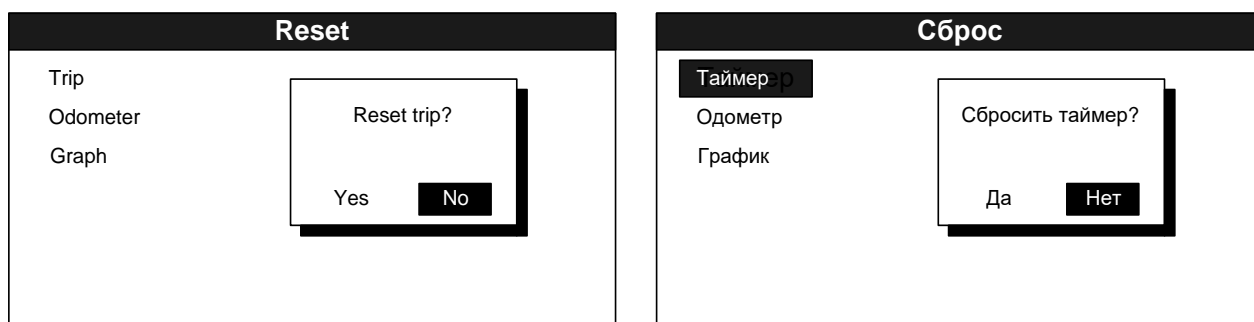 Reset
Trip
Odometer
Graph
Reset trip?
Yes No
Сброс
Таймер
Одометр
График
Сбросить таймер?
Да Нет